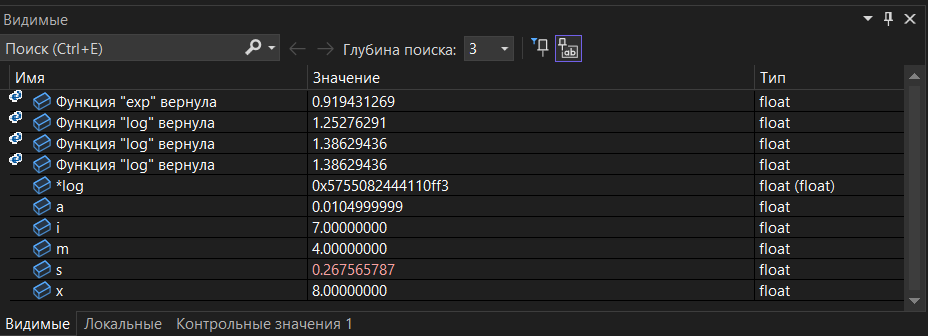 Видимые
Поиск (Ctrl+E) Глубина поиска: 3
Имя Значение Тип
Функция "exp" вернула 0.919431269 float
Функция "log" вернула 1.25276291 float
Функция "log" вернула 1.38629436 float
Функция "log" вернула 1.38629436 float
*log 0x5755082444110ff3 float (float)
a 0.0104999999 float
i 7.00000000 float
m 4.00000000 float
s 0.267565787 float
x 8.00000000 float
Видимые Локальные Контрольные значения 1